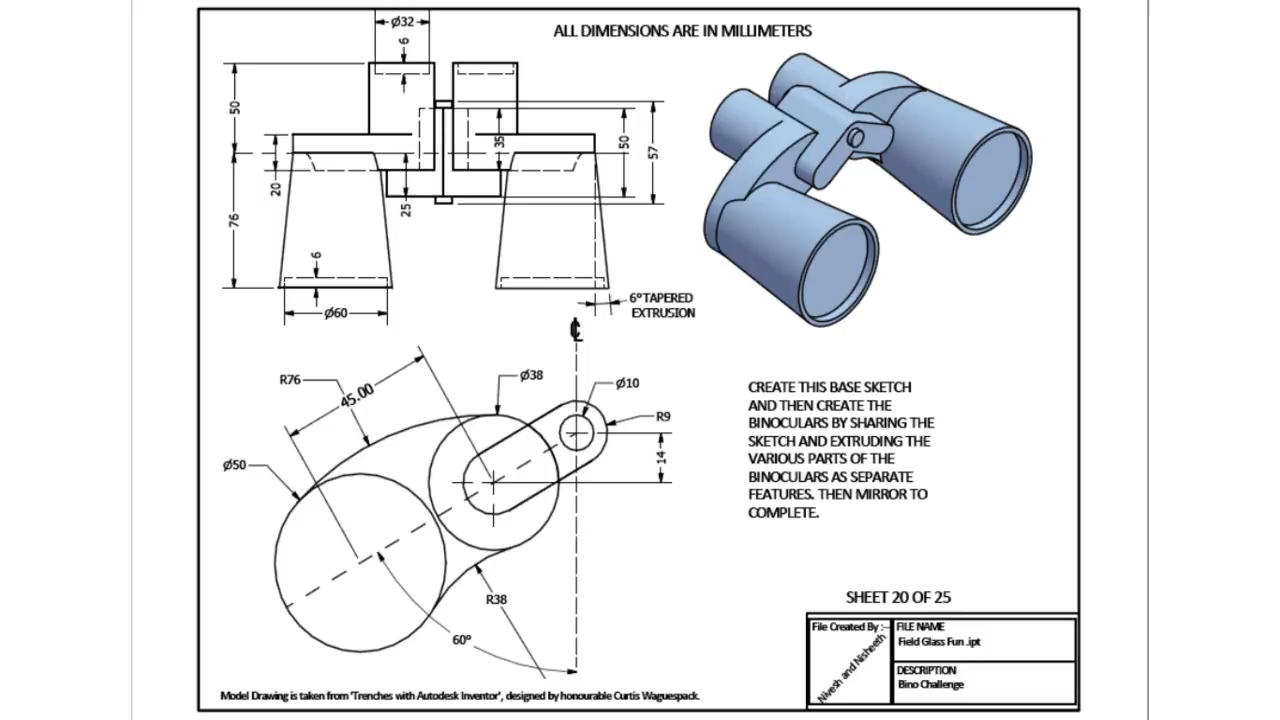 ALL DIMENSIONS ARE IN MILLIMETERS
Ø32
6
50
20
76
25
35
50
57
6
Ø60
6° TAPERED
EXTRUSION
℄
R76
45.00
Ø38
Ø10
R9
14
Ø50
R38
60°
CREATE THIS BASE SKETCH
AND THEN CREATE THE
BINOCULARS BY SHARING THE
SKETCH AND EXTRUDING THE
VARIOUS PARTS OF THE
BINOCULARS AS SEPARATE
FEATURES. THEN MIRROR TO
COMPLETE.
SHEET 20 OF 25
File Created By :-
Nivesh and Nisheeth
FILE NAME
Field Glass Fun .ipt
DESCRIPTION
Bino Challenge
Model Drawing is taken from 'Trenches with Autodesk Inventor', designed by honourable Curtis Waguespack.